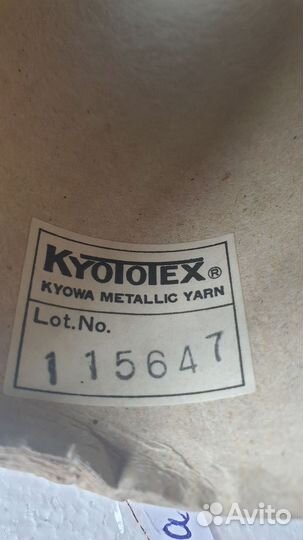 KYOTOTEX®
KYOWA METALLIC YARN
Lot.No.
115647
Avito